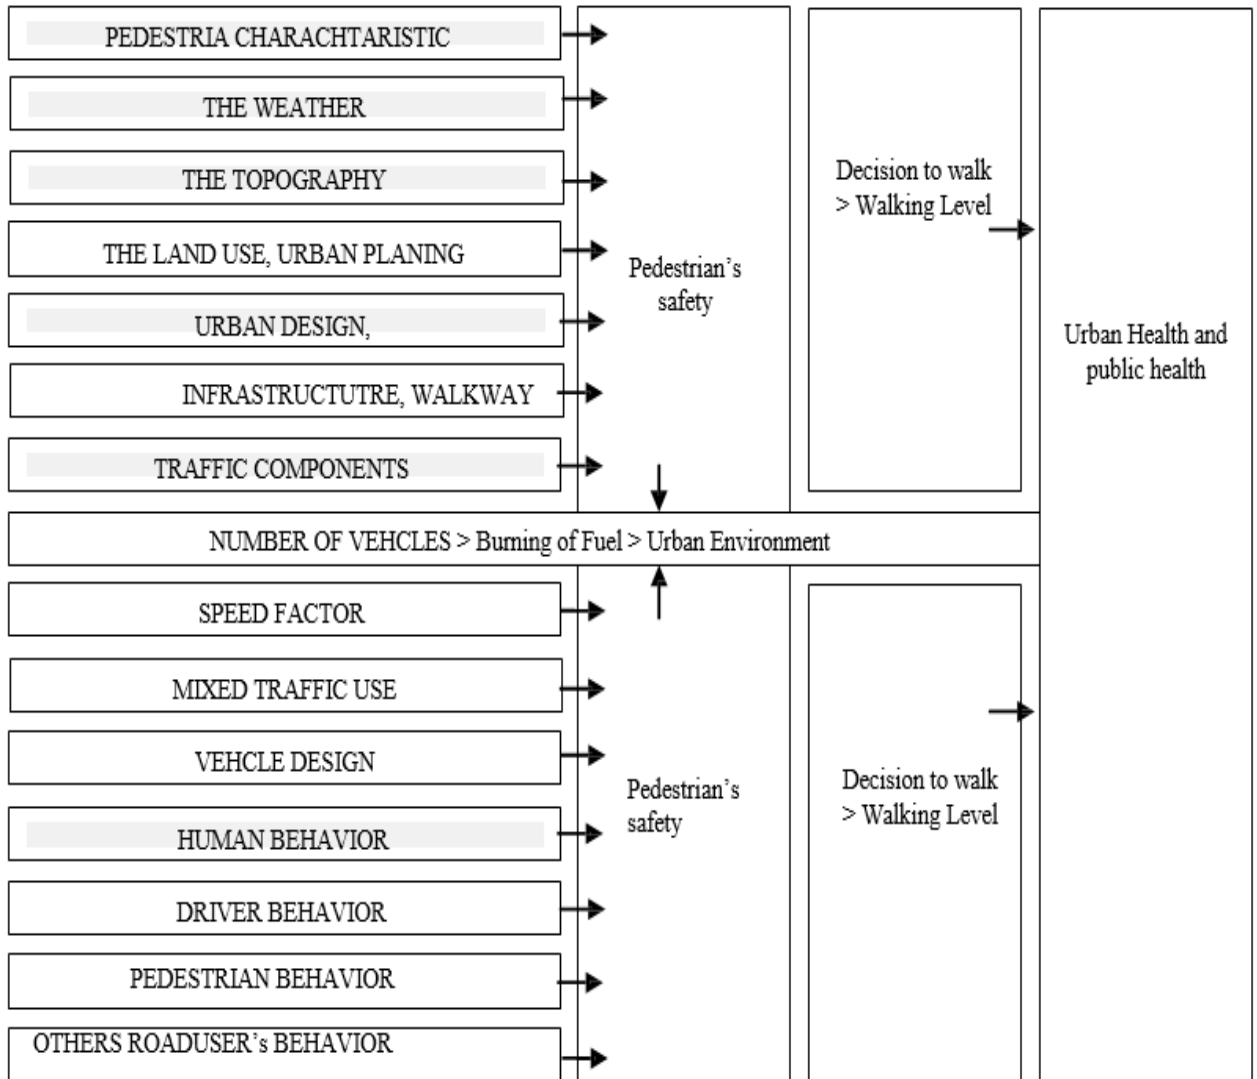 PEDESTRIA CHARACHTARISTIC
THE WEATHER
THE TOPOGRAPHY
THE LAND USE, URBAN PLANING
URBAN DESIGN,
INFRASTRUCTUTRE, WALKWAY
TRAFFIC COMPONENTS
Pedestrian’s
safety
Decision to walk
> Walking Level
Urban Health and
public health
NUMBER OF VEHCLES > Burning of Fuel > Urban Environment
SPEED FACTOR
MIXED TRAFFIC USE
VEHCLE DESIGN
HUMAN BEHAVIOR
DRIVER BEHAVIOR
PEDESTRIAN BEHAVIOR
OTHERS ROADUSER’s BEHAVIOR
Pedestrian’s
safety
Decision to walk
> Walking Level